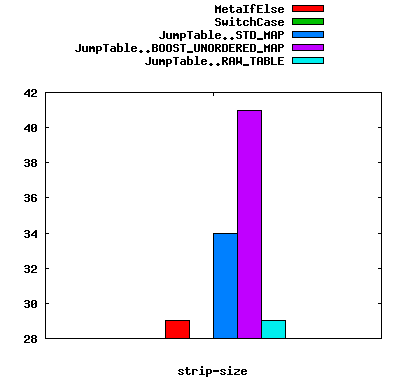 MetaIfElse
SwitchCase
JumpTable..STD_MAP
JumpTable..BOOST_UNORDERED_MAP
JumpTable..RAW_TABLE
42
40
38
36
34
32
30
28
strip-size